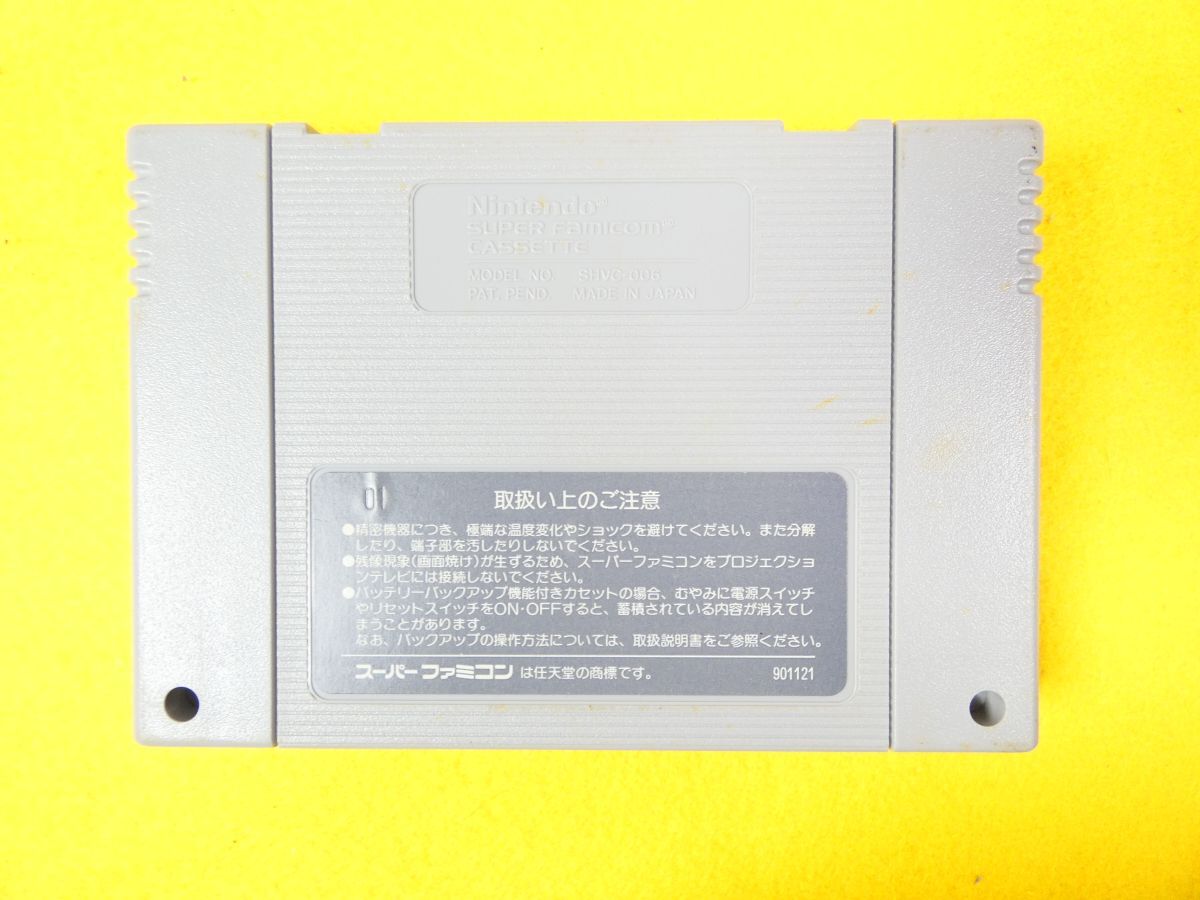 Nintendo®
SUPER FAMICOM™
CASSETTE
MODEL NO. SHVC-006
PAT. PEND. MADE IN JAPAN
01
取扱い上のご注意
●精密機器につき、極端な温度変化やショックを避けてください。また分解
したり、端子部を汚したりしないでください。
●残像現象(画面焼け)が生ずるため、スーパーファミコンをプロジェクショ
ンテレビには接続しないでください。
●バッテリーバックアップ機能付きカセットの場合、むやみに電源スイッチ
やリセットスイッチをON・OFFすると、蓄積されている内容が消えてし
まうことがあります。
なお、バックアップの操作方法については、取扱説明書をご参照ください。
スーパーファミコン は任天堂の商標です。 901121